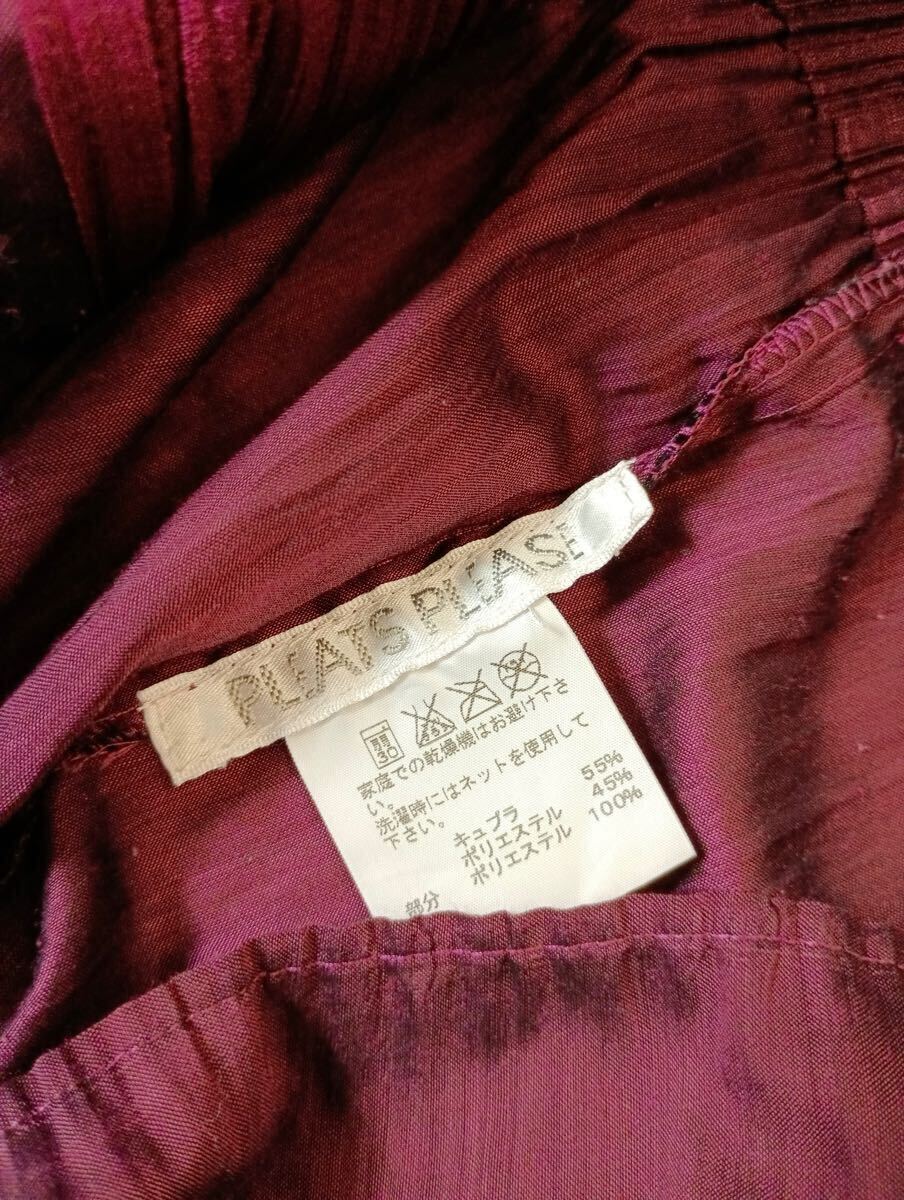 PLEATS PLEASE
弱 30
家庭での乾燥機はお避け下さ
い。
洗濯時にはネットを使用して
下さい。
キュプラ 55%
ポリエステル 45%
ポリエステル 100%
部分